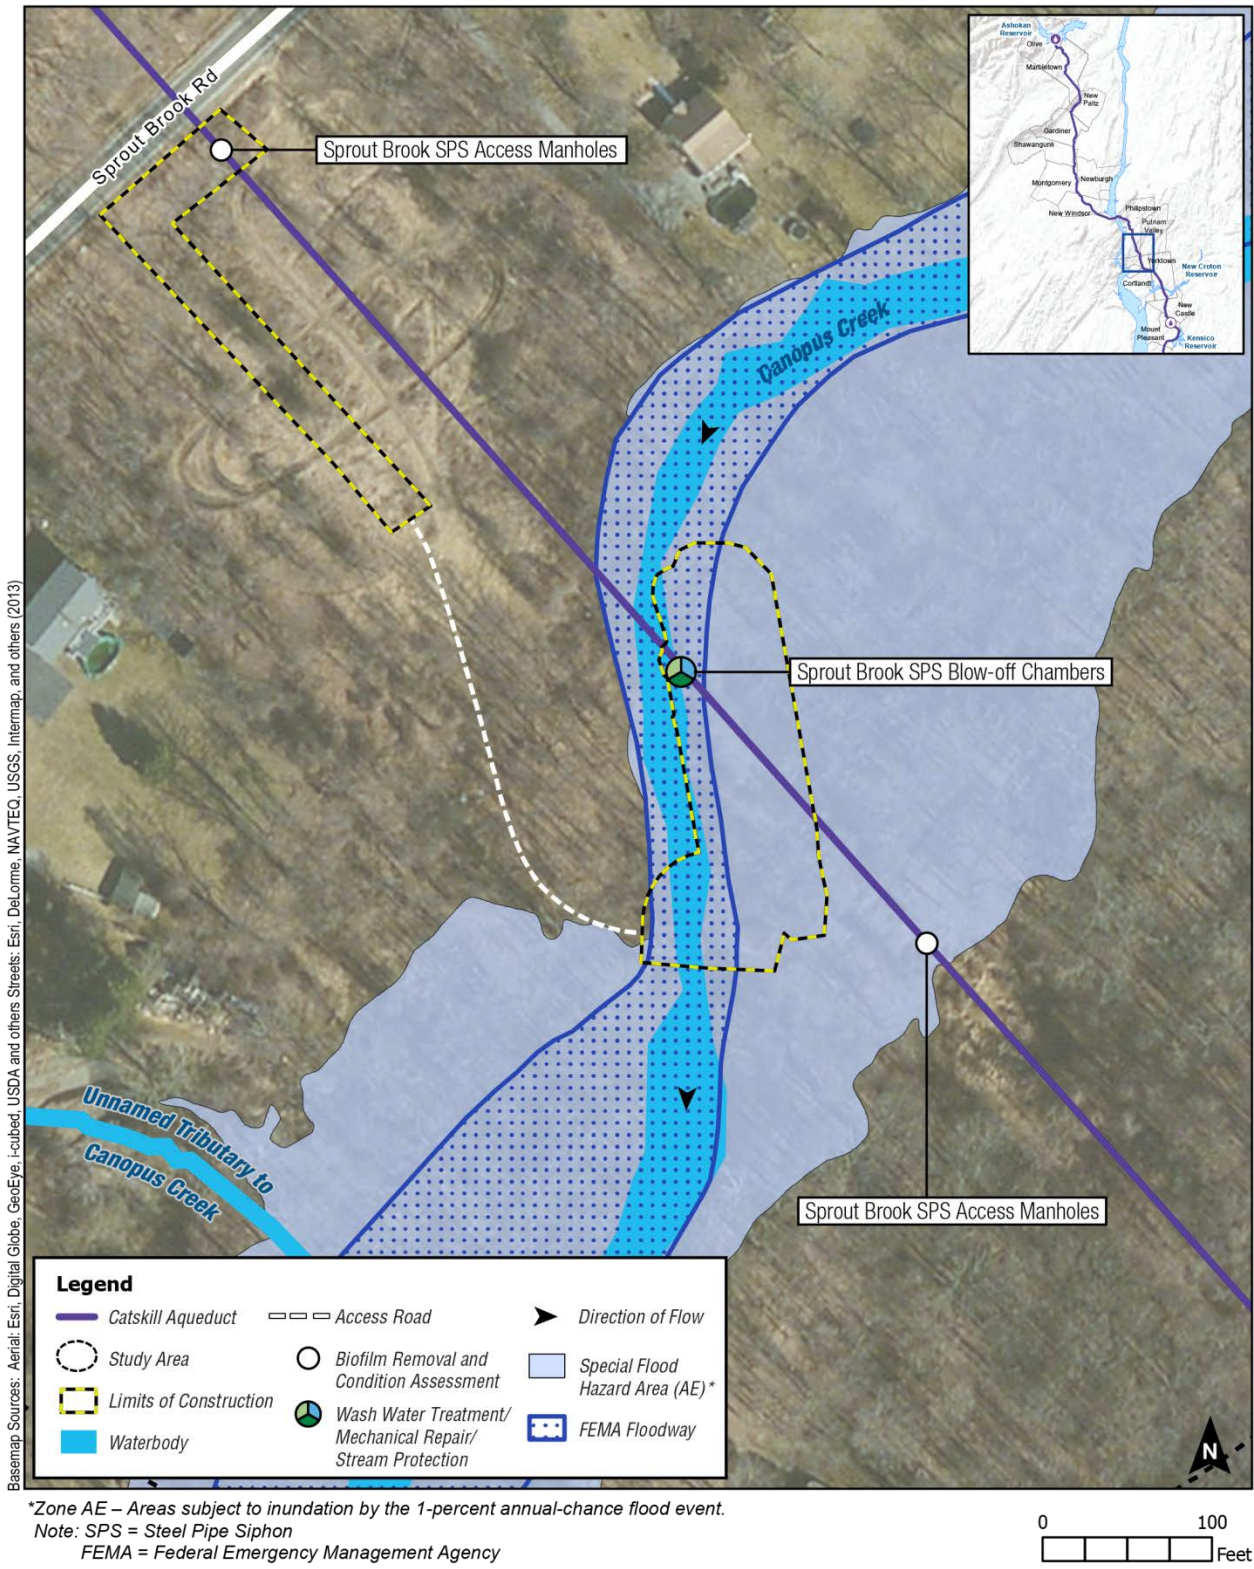 Sprout Brook Rd
Sprout Brook SPS Access Manholes
Ashokan
Reservoir
Olive
Marbletown
New
Paltz
Gardiner
Shawangunk
Montgomery
Newburgh
New Windsor
Philipstown
Putnam
Valley
Yorktown
New Croton
Reservoir
Cortlandt
New
Castle
Mount
Pleasant
Kensico
Reservoir
Canopus Creek
Sprout Brook SPS Blow-off Chambers
Sprout Brook SPS Access Manholes
Unnamed Tributary to
Canopus Creek
Basemap Sources: Aerial: Esri, Digital Globe, GeoEye, i-cubed, USDA and others Streets: Esri, DeLorme, NAVTEQ, USGS, Intermap, and others (2013)
Legend
Catskill Aqueduct
Study Area
Limits of Construction
Waterbody
Access Road
Biofilm Removal and
Condition Assessment
Wash Water Treatment/
Mechanical Repair/
Stream Protection
Direction of Flow
Special Flood
Hazard Area (AE)*
FEMA Floodway
N
*Zone AE – Areas subject to inundation by the 1-percent annual-chance flood event.
Note: SPS = Steel Pipe Siphon
FEMA = Federal Emergency Management Agency
0 100
Feet